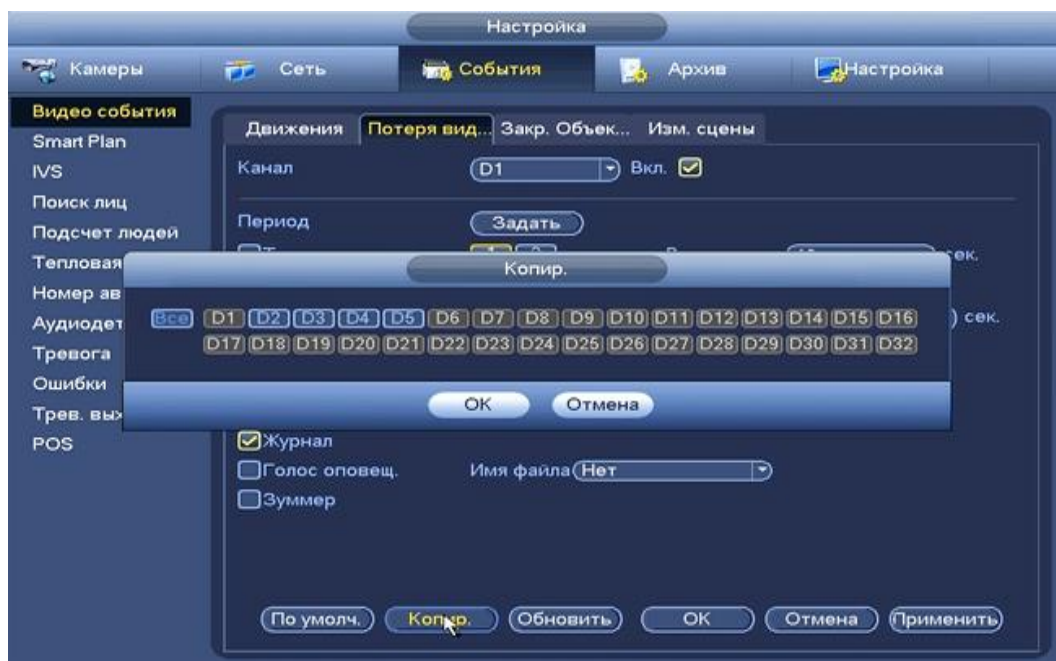 Настройка
Камеры Сеть События Архив Настройка
Видео события
Smart Plan
IVS
Поиск лиц
Подсчет людей
Тепловая
Номер ав
Аудиодет
Тревога
Ошибки
Трев. вых
POS
Движения Потеря вид... Закр. Объек... Изм. сцены
Канал D1 Вкл.
Период Задать
сек.
Копир.
Все D1 D2 D3 D4 D5 D6 D7 D8 D9 D10 D11 D12 D13 D14 D15 D16
D17 D18 D19 D20 D21 D22 D23 D24 D25 D26 D27 D28 D29 D30 D31 D32
сек.
OK Отмена
Журнал
Голос оповещ. Имя файла Нет
Зуммер
По умолч. Копир. Обновить OK Отмена Применить